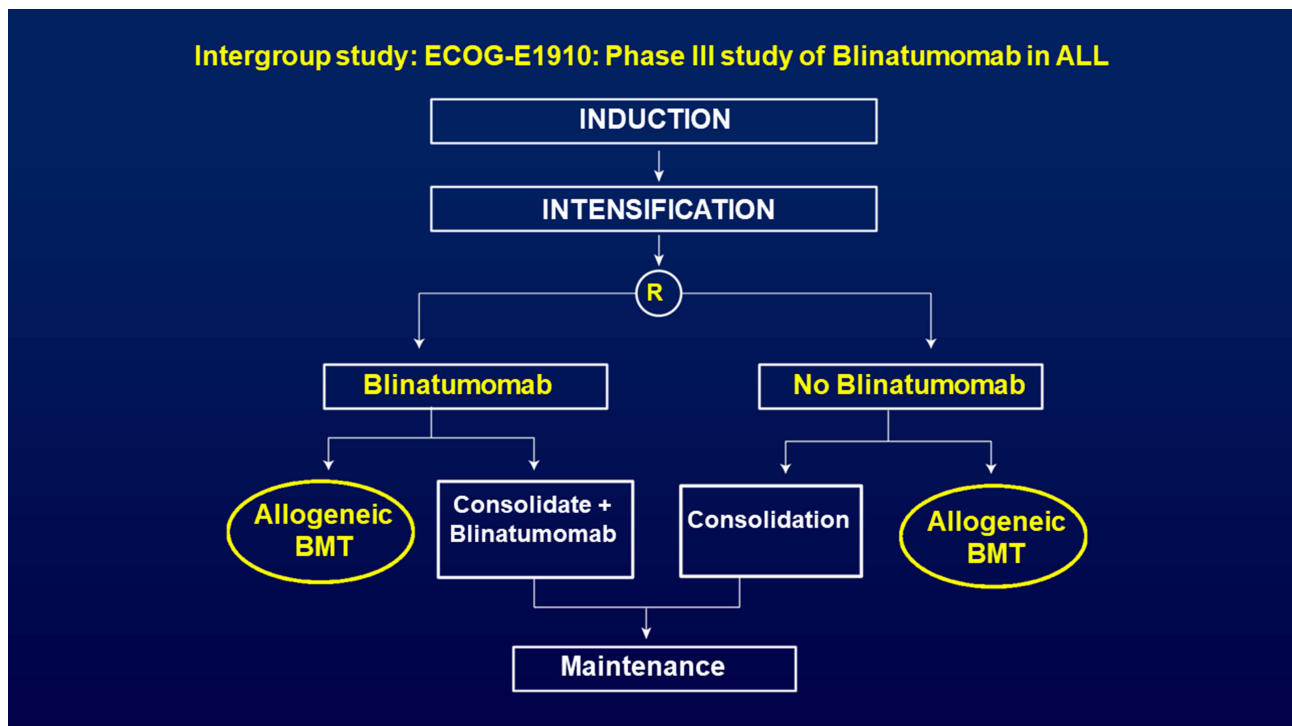 Intergroup study: ECOG-E1910: Phase III study of Blinatumomab in ALL
INDUCTION
INTENSIFICATION
R
Blinatumomab
No Blinatumomab
Allogeneic
BMT
Consolidate +
Blinatumomab
Consolidation
Allogeneic
BMT
Maintenance